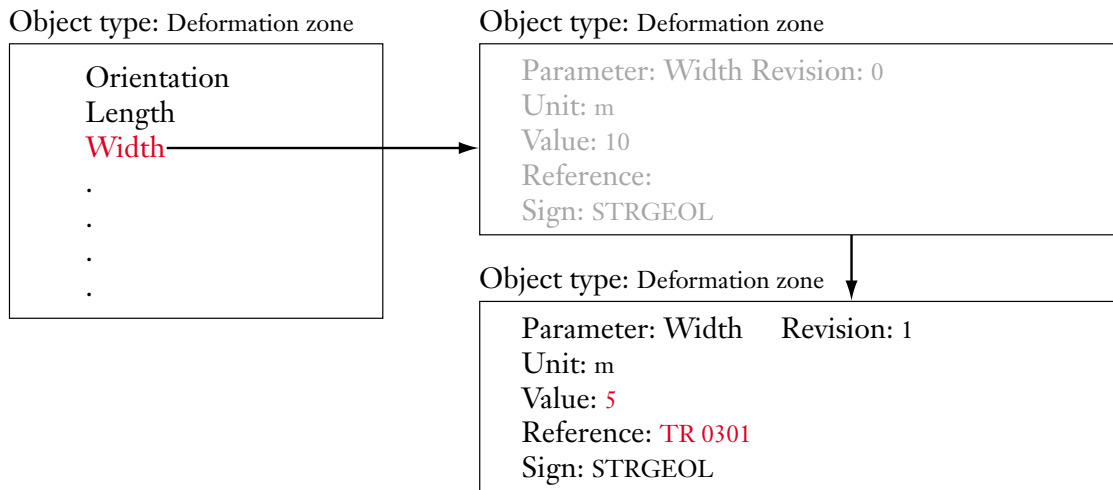 Object type: Deformation zone
Orientation
Length
Width
.
.
.
.
Object type: Deformation zone
Parameter: Width Revision: 0
Unit: m
Value: 10
Reference:
Sign: STRGEOL
Object type: Deformation zone
Parameter: Width Revision: 1
Unit: m
Value: 5
Reference: TR 0301
Sign: STRGEOL